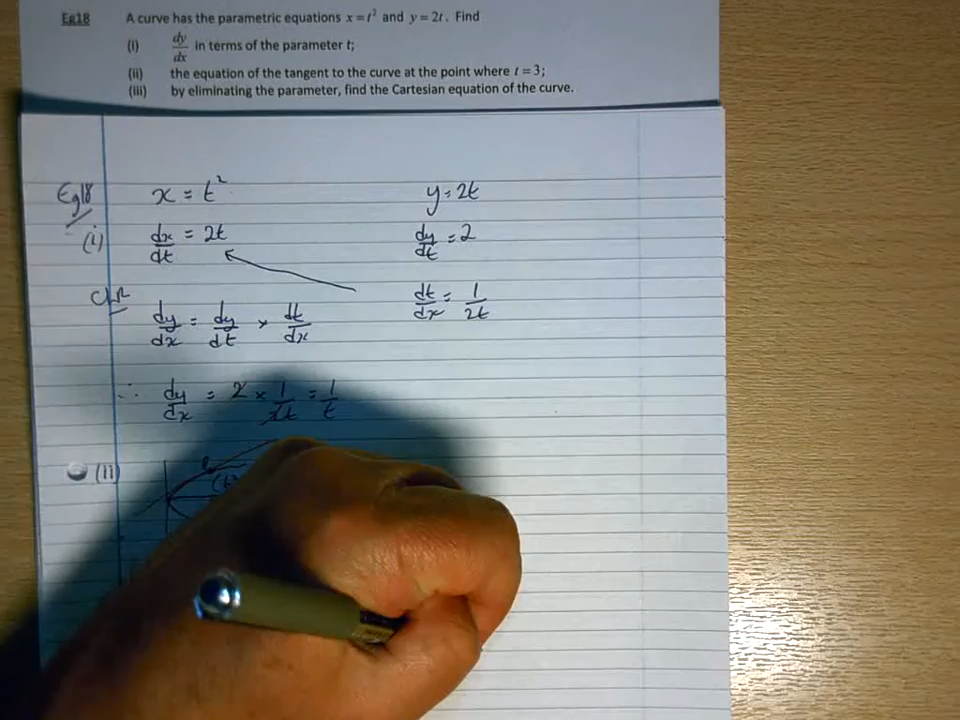 Eg18 A curve has the parametric equations x = t² and y = 2t. Find
(i) dy/dx in terms of the parameter t;
(ii) the equation of the tangent to the curve at the point where t = 3;
(iii) by eliminating the parameter, find the Cartesian equation of the curve.
Eg18 x = t² y = 2t
(i) dx/dt = 2t dy/dt = 2
dt/dx = 1/2t
ChR dy/dx = dy/dt × dt/dx
∴ dy/dx = 2 × 1/2t = 1/t
(ii)